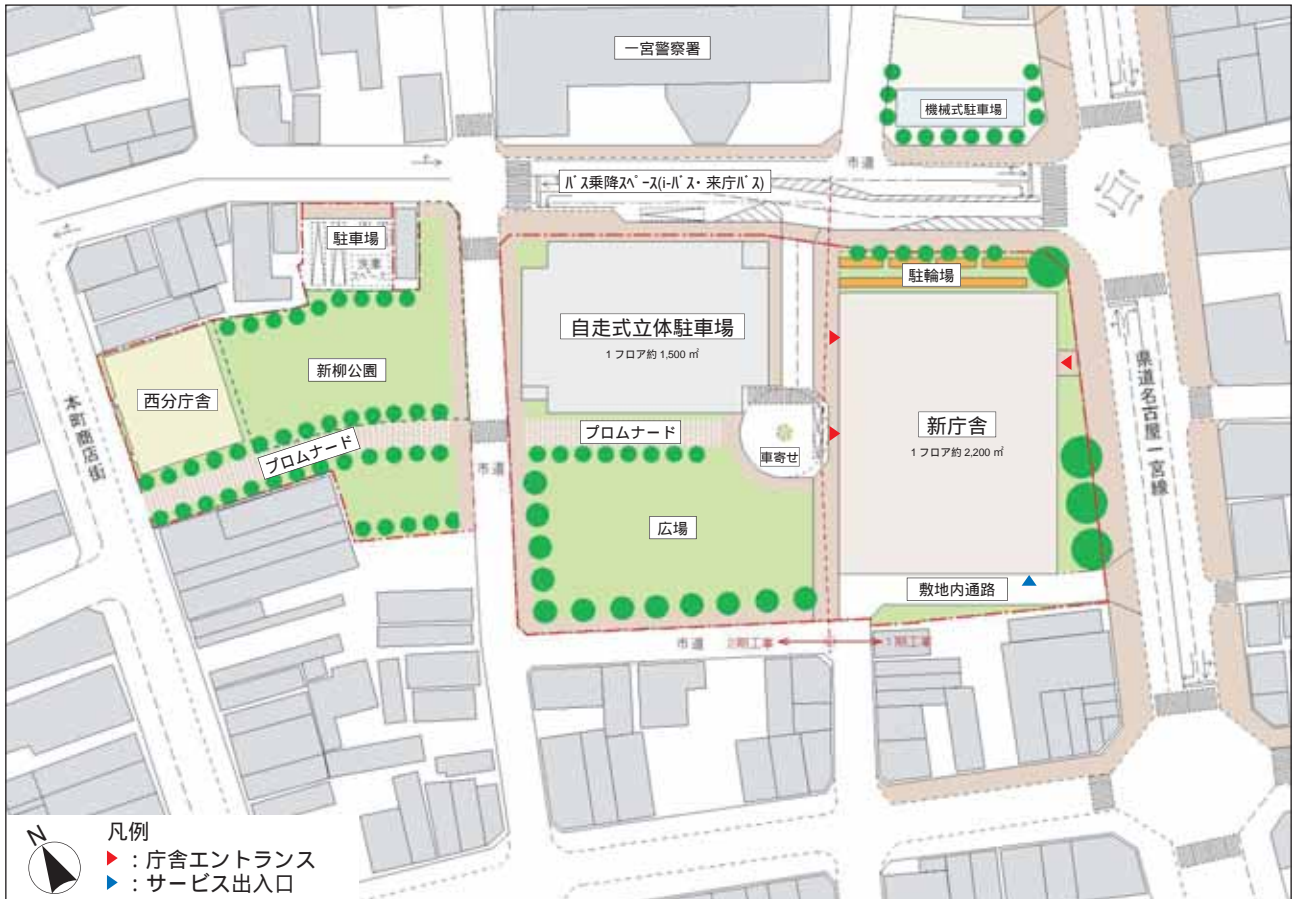 一宮警察署
機械式駐車場
市道
バス乗降スペース(i-バス・来庁バス)
駐車場
駐輪場
自走式立体駐車場
1 フロア約 1,500 ㎡
新柳公園
西分庁舎
新庁舎
1 フロア約 2,200 ㎡
県道名古屋一宮線
本町商店街
プロムナード
プロムナード
車寄せ
市道
広場
敷地内通路
市道 2期工事 1期工事
N
凡例
：庁舎エントランス
：サービス出入口